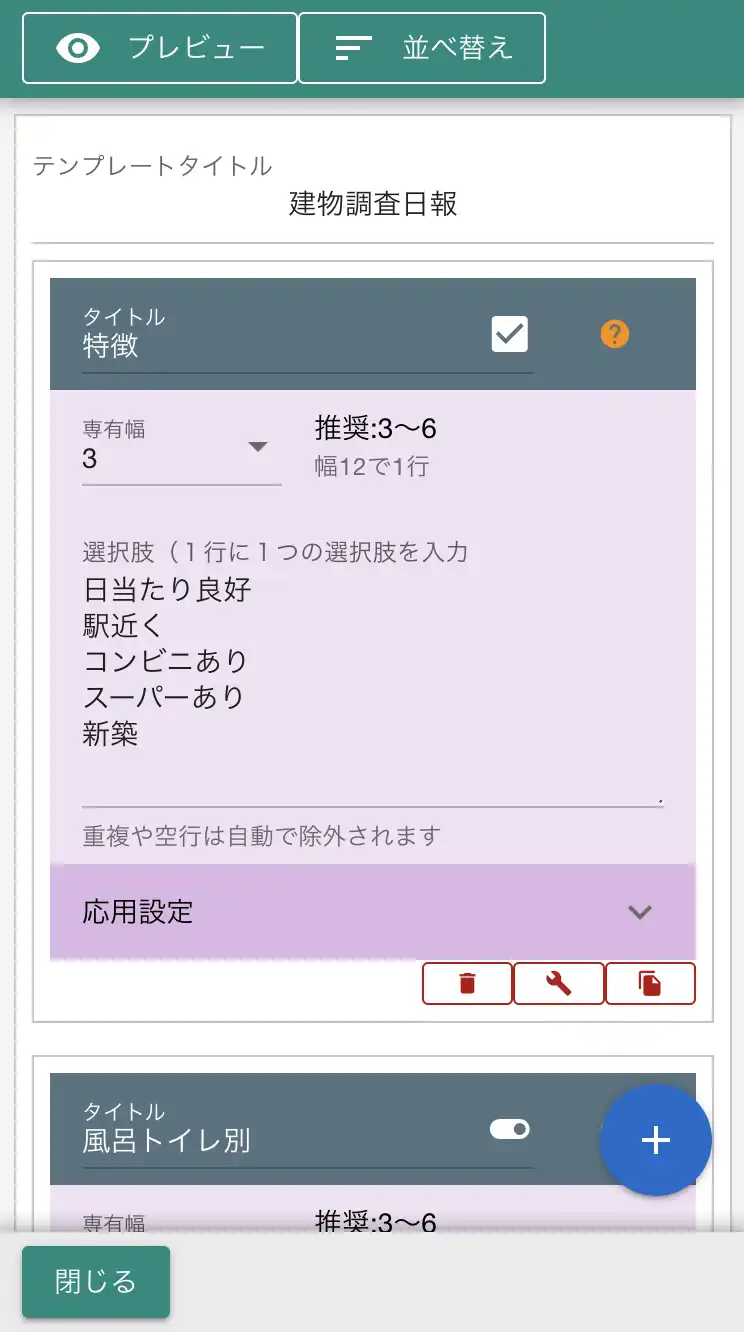 プレビュー 並べ替え
テンプレートタイトル
建物調査日報
タイトル
特徴
?
専有幅
3
推奨:3〜6
幅12で1行
選択肢（１行に１つの選択肢を入力
日当たり良好
駅近く
コンビニあり
スーパーあり
新築
重複や空行は自動で除外されます
応用設定
タイトル
風呂トイレ別
+
専有幅 推奨:3〜6
閉じる